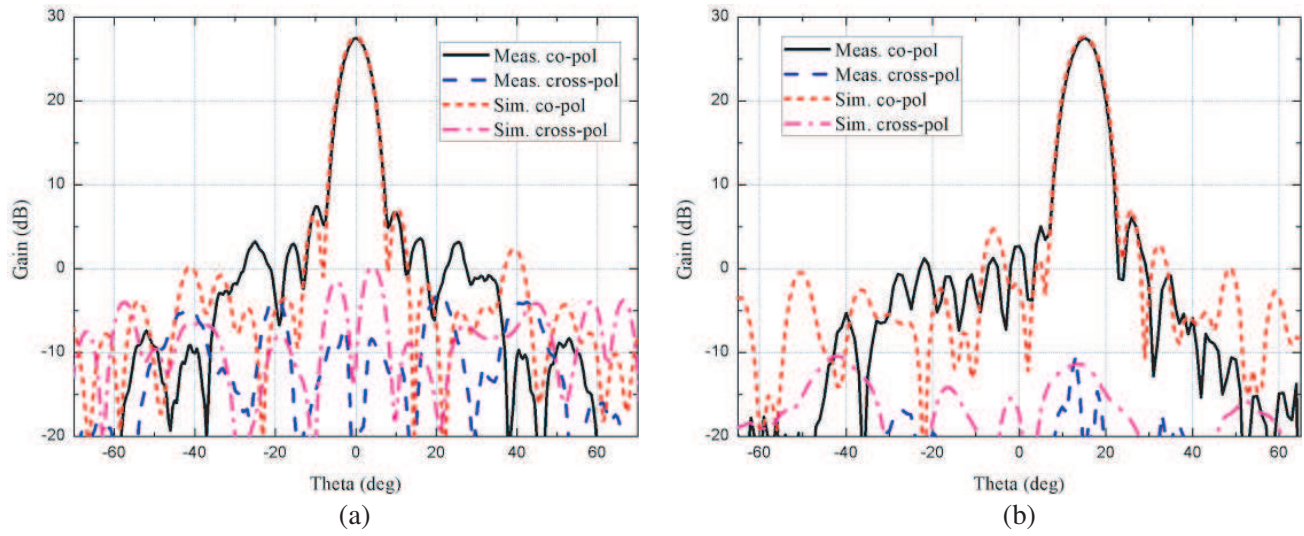 30
20
10
0
-10
-20
-60
-40
-20
0
20
40
60
Gain (dB)
Theta (deg)
Meas. co-pol
Meas. cross-pol
Sim. co-pol
Sim. cross-pol
(a)
30
20
10
0
-10
-20
-60
-40
-20
0
20
40
60
Gain (dB)
Theta (deg)
Meas. co-pol
Meas. cross-pol
Sim. co-pol
Sim. cross-pol
(b)